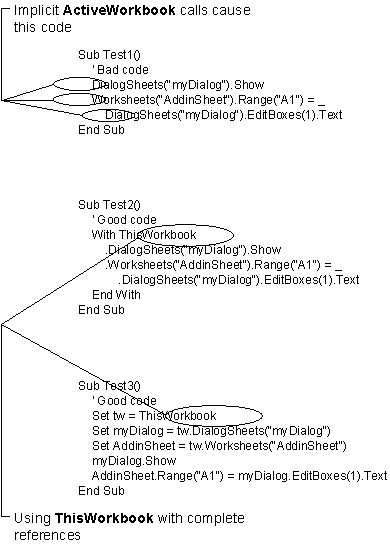 Implicit ActiveWorkbook calls cause
this code
Sub Test1()
' Bad code
DialogSheets("myDialog").Show
Worksheets("AddinSheet").Range("A1") = _
DialogSheets("myDialog").EditBoxes(1).Text
End Sub
Sub Test2()
' Good code
With ThisWorkbook
.DialogSheets("myDialog").Show
.Worksheets("AddinSheet").Range("A1") = _
.DialogSheets("myDialog").EditBoxes(1).Text
End With
End Sub
Sub Test3()
' Good code
Set tw = ThisWorkbook
Set myDialog = tw.DialogSheets("myDialog")
Set AddinSheet = tw.Worksheets("AddinSheet")
myDialog.Show
AddinSheet.Range("A1") = myDialog.EditBoxes(1).Text
End Sub
Using ThisWorkbook with complete
references